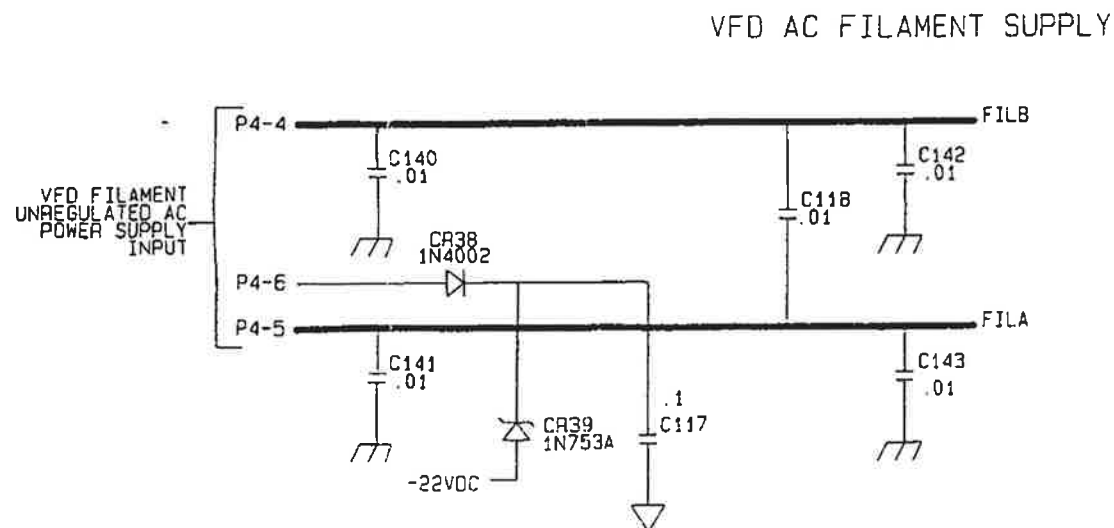 VFD AC FILAMENT SUPPLY
P4-4
FILB
C140
.01
C142
.01
C118
.01
VFD FILAMENT
UNREGULATED AC
POWER SUPPLY
INPUT
CR38
1N4002
P4-6
P4-5
FILA
C141
.01
C143
.01
.1
C117
CR39
1N753A
-22VDC